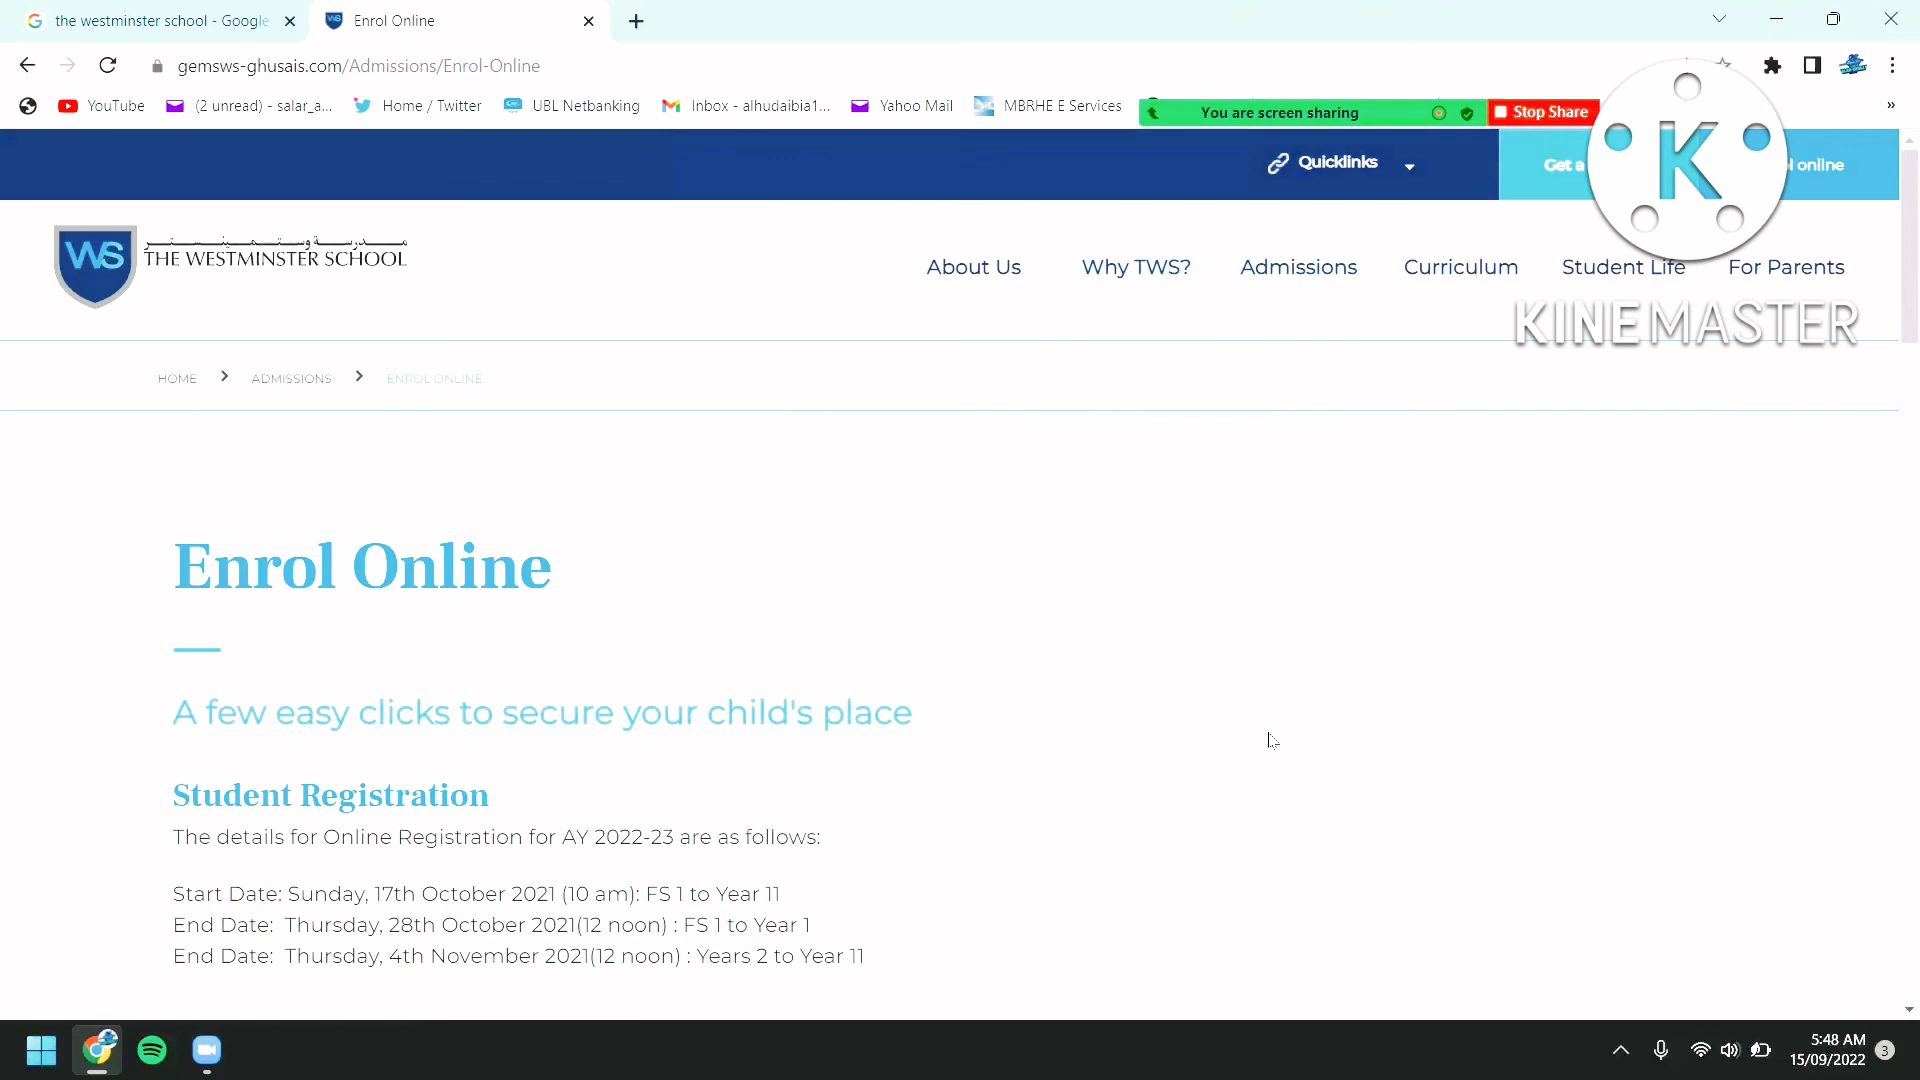 the westminster school - Google
Enrol Online
gemsws-ghusais.com/Admissions/Enrol-Online
YouTube
(2 unread) - salar_a...
Home / Twitter
UBL Netbanking
Inbox - alhudaibia1...
Yahoo Mail
MBRHE E Services
»
You are screen sharing
Stop Share
Quicklinks
Get a
online
K
KINEMASTER
WS
مدرسة وستمينستر
THE WESTMINSTER SCHOOL
About Us
Why TWS?
Admissions
Curriculum
Student Life
For Parents
HOME > ADMISSIONS > ENROL ONLINE
Enrol Online
A few easy clicks to secure your child's place
Student Registration
The details for Online Registration for AY 2022-23 are as follows:
Start Date: Sunday, 17th October 2021 (10 am): FS 1 to Year 11
End Date:  Thursday, 28th October 2021(12 noon) : FS 1 to Year 1
End Date:  Thursday, 4th November 2021(12 noon) : Years 2 to Year 11
5:48 AM
15/09/2022
3